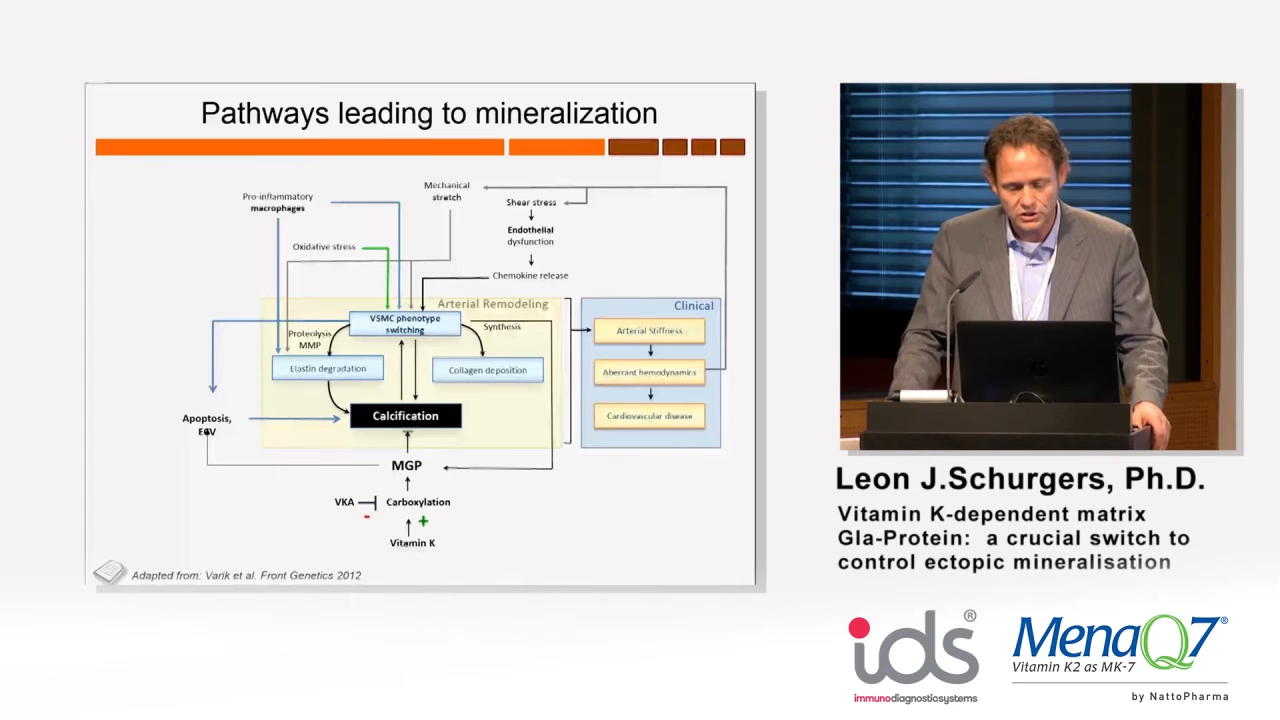 Pathways leading to mineralization
Pro-inflammatory
macrophages
Mechanical
stretch
Shear stress
Endothelial
dysfunction
Oxidative stress
Chemokine release
Arterial Remodeling
Clinical
VSMC phenotype
switching
Proteolysis
MMP
Synthesis
Arterial Stiffness
Elastin degradation
Collagen deposition
Aberrant hemodynamics
Apoptosis,
ECV
Calcification
Cardiovascular disease
MGP
VKA
Carboxylation
-
+
Vitamin K
Adapted from: Varik et al. Front Genetics 2012
Leon J.Schurgers, Ph.D.
Vitamin K-dependent matrix
Gla-Protein: a crucial switch to
control ectopic mineralisation
ids®
immunodiagnosticsystems
MenaQ7®
Vitamin K2 as MK-7
by NattoPharma